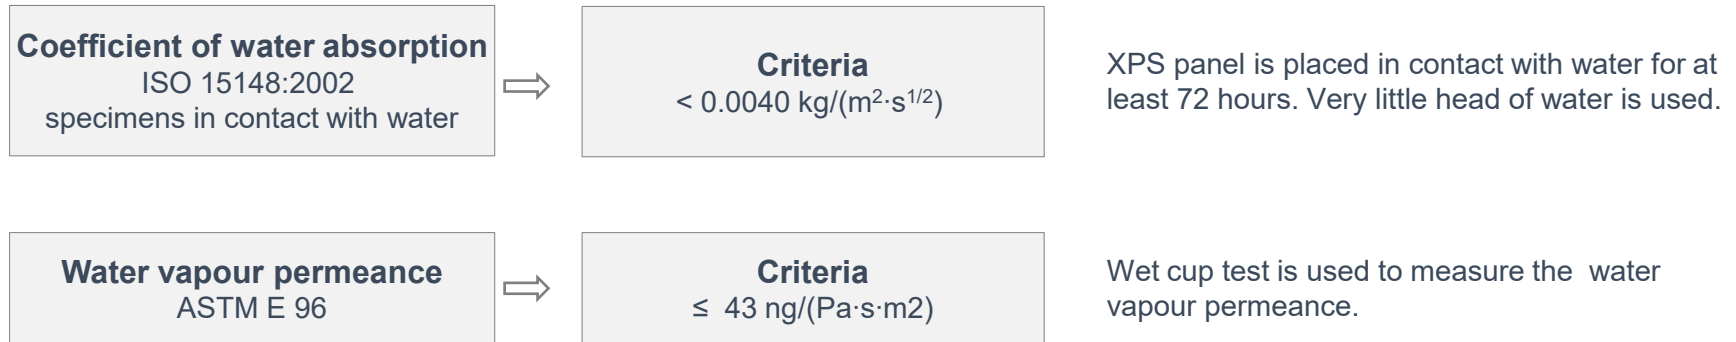 Coefficient of water absorption
ISO 15148:2002
specimens in contact with water
Criteria
< 0.0040 kg/(m²·s¹/²)
XPS panel is placed in contact with water for at
least 72 hours. Very little head of water is used.
Water vapour permeance
ASTM E 96
Criteria
≤ 43 ng/(Pa·s·m2)
Wet cup test is used to measure the water
vapour permeance.